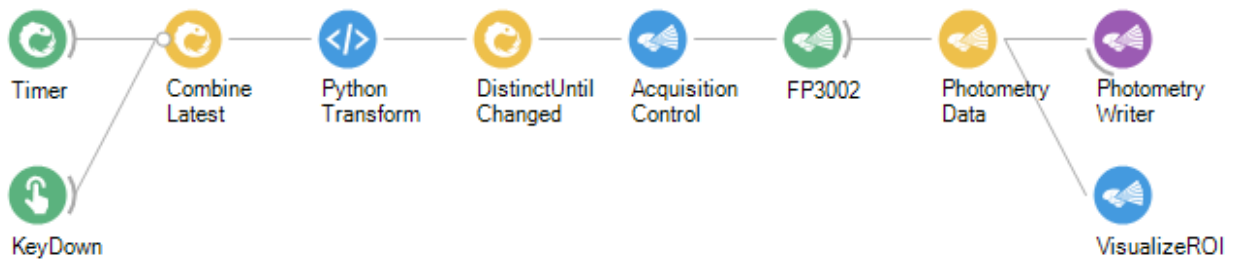 </>
Timer
Combine
Latest
Python
Transform
DistinctUntil
Changed
Acquisition
Control
FP3002
Photometry
Data
Photometry
Writer
KeyDown
VisualizeROI